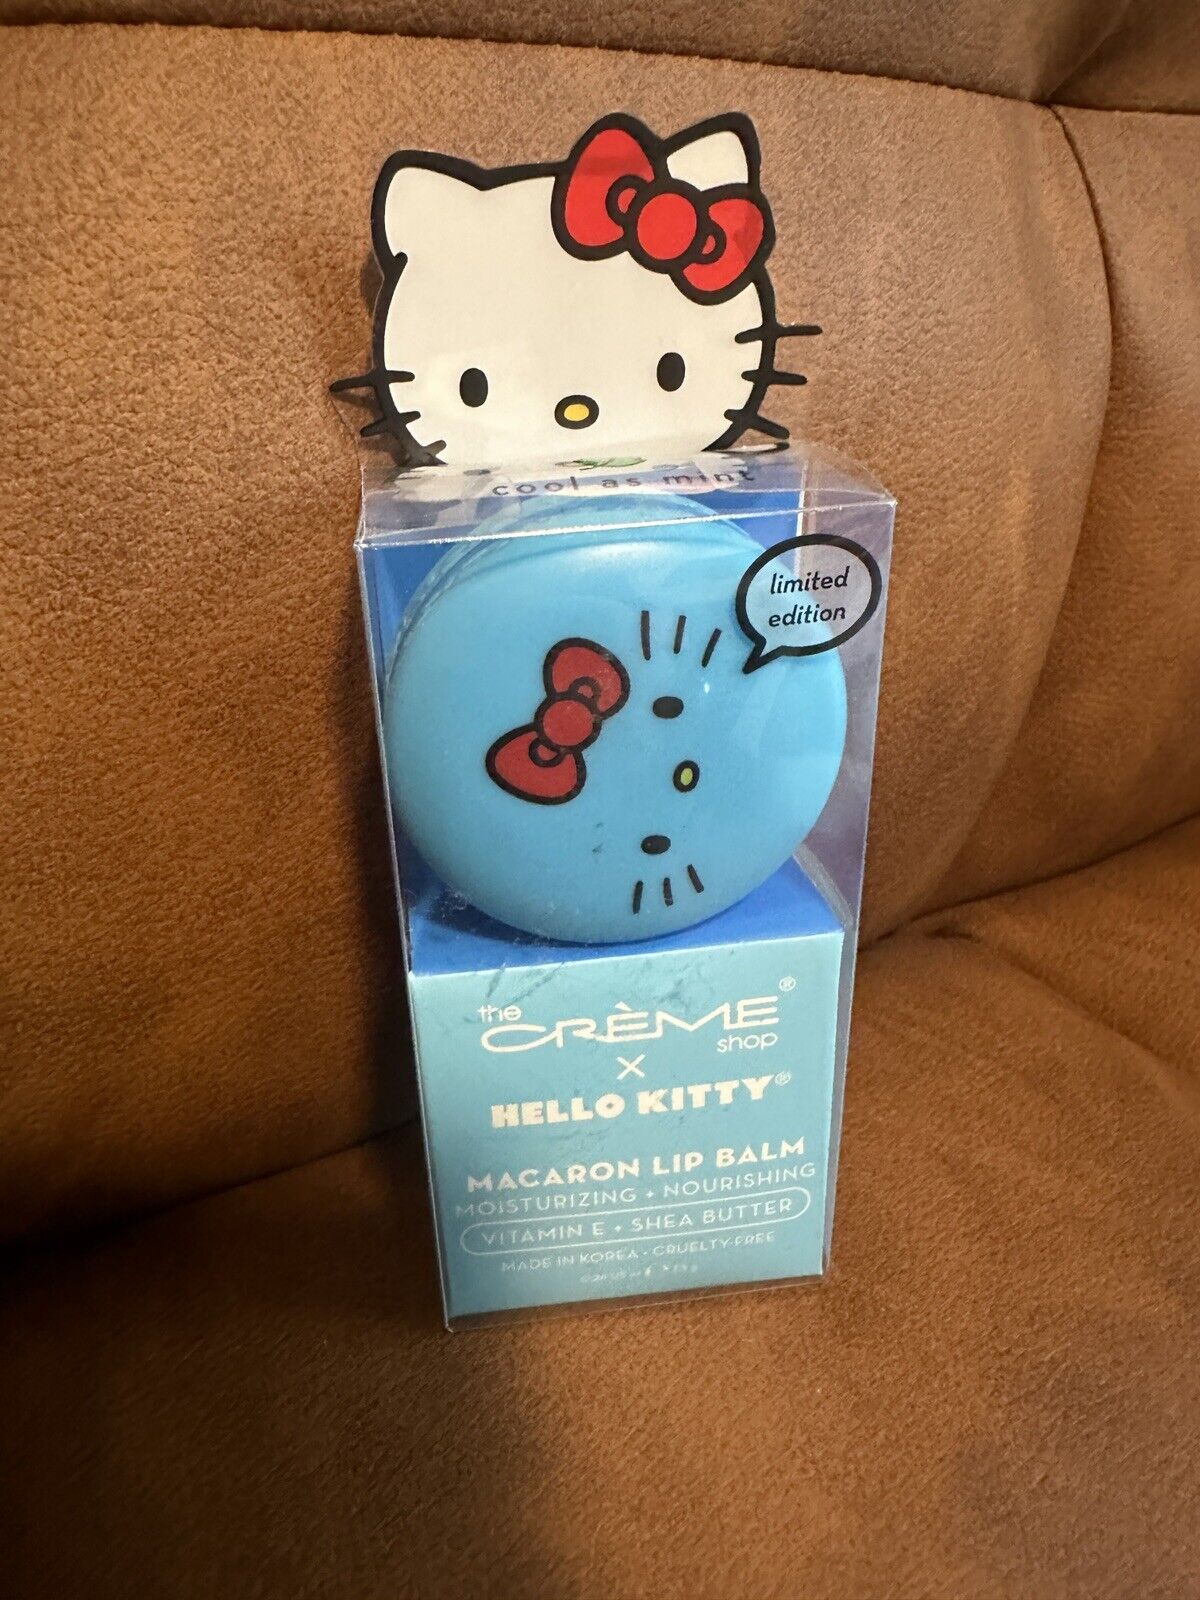 cool as mint
limited
edition
the
CRÈME®
shop
X
HELLO KITTY®
MACARON LIP BALM
MOISTURIZING + NOURISHING
VITAMIN E + SHEA BUTTER
MADE IN KOREA • CRUELTY-FREE